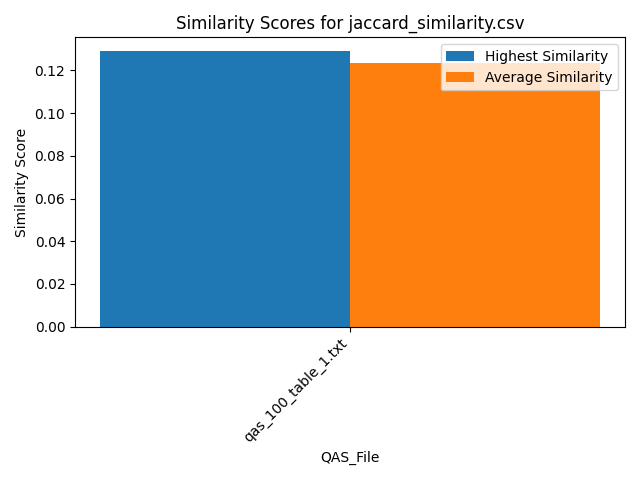 Similarity Scores for jaccard_similarity.csv
Highest Similarity
Average Similarity
Similarity Score
0.12
0.10
0.08
0.06
0.04
0.02
0.00
qas_100_table_1.txt
QAS_File